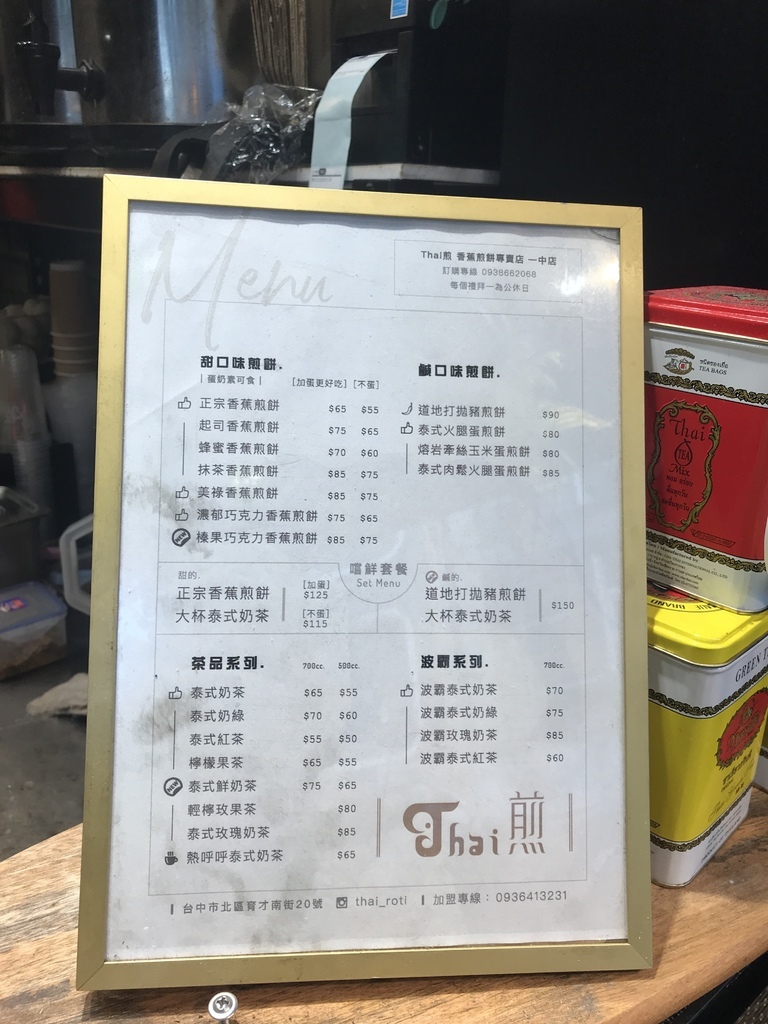 Menu
Thai煎 香蕉煎餅專賣店 一中店
訂購專線 0938662068
每個禮拜一為公休日
甜口味煎餅.
| 蛋奶素可食 | [加蛋更好吃] [不蛋]
正宗香蕉煎餅 $65 $55
起司香蕉煎餅 $75 $65
蜂蜜香蕉煎餅 $70 $60
抹茶香蕉煎餅 $85 $75
美祿香蕉煎餅 $85 $75
濃郁巧克力香蕉煎餅 $75 $65
NEW 榛果巧克力香蕉煎餅 $85 $75
鹹口味煎餅.
道地打拋豬煎餅 $90
泰式火腿蛋煎餅 $80
熔岩牽絲玉米蛋煎餅 $80
泰式肉鬆火腿蛋煎餅 $85
嚐鮮套餐
Set Menu
甜的.
正宗香蕉煎餅
大杯泰式奶茶
[加蛋]
$125
[不蛋]
$115
鹹的.
道地打拋豬煎餅
大杯泰式奶茶
$150
茶品系列. 700cc. 500cc.
泰式奶茶 $65 $55
泰式奶綠 $70 $60
泰式紅茶 $55 $50
檸檬果茶 $65 $55
NEW 泰式鮮奶茶 $75 $65
輕檸玫果茶 $80
泰式玫瑰奶茶 $85
熱呼呼泰式奶茶 $65
波霸系列. 700cc.
波霸泰式奶茶 $70
波霸泰式奶綠 $75
波霸玫瑰奶茶 $85
波霸泰式紅茶 $60
Thai煎
台中市北區育才南街20號 thai_roti 加盟專線：0936413231
TEA BAGS
Thai
TEA
Mix
BRAND
GREEN T